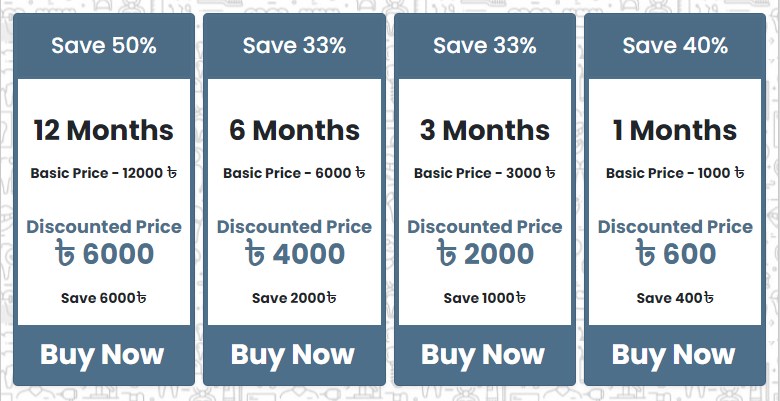 Save 50%
12 Months
Basic Price - 12000 ৳
Discounted Price
৳ 6000
Save 6000৳
Buy Now
Save 33%
6 Months
Basic Price - 6000 ৳
Discounted Price
৳ 4000
Save 2000৳
Buy Now
Save 33%
3 Months
Basic Price - 3000 ৳
Discounted Price
৳ 2000
Save 1000৳
Buy Now
Save 40%
1 Months
Basic Price - 1000 ৳
Discounted Price
৳ 600
Save 400৳
Buy Now